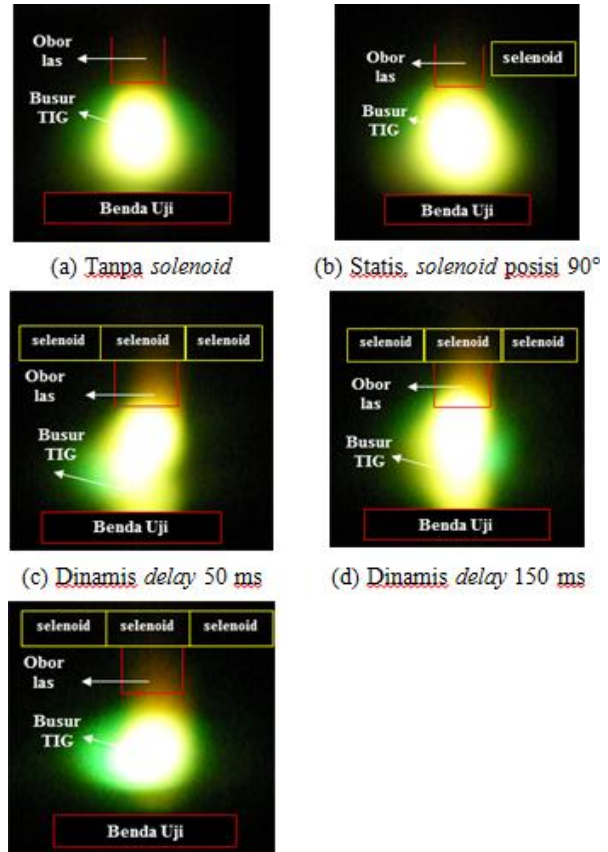 Obor
las
Busur
TIG
Benda Uji
(a) Tanpa solenoid
selenoid
Obor
las
Busur
TIG
Benda Uji
(b) Statis, solenoid posisi 90°
selenoid selenoid selenoid
Obor
las
Busur
TIG
Benda Uji
(c) Dinamis delay 50 ms
selenoid selenoid selenoid
Obor
las
Busur
TIG
Benda Uji
(d) Dinamis delay 150 ms
selenoid selenoid selenoid
Obor
las
Busur
TIG
Benda Uji